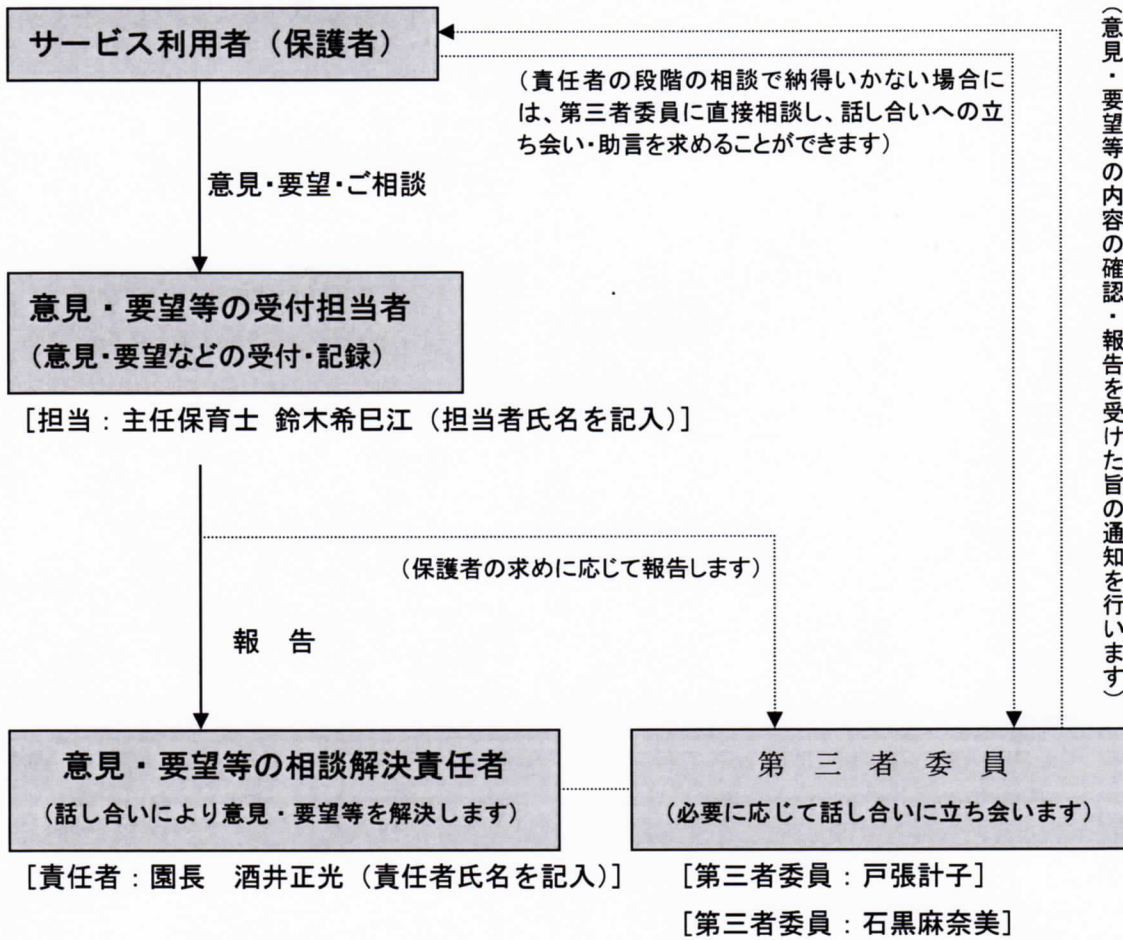 サービス利用者（保護者）
（責任者の段階の相談で納得いかない場合に
は、第三者委員に直接相談し、話し合いへの立
ち会い・助言を求めることができます）
意見・要望・ご相談
意見・要望等の受付担当者
（意見・要望などの受付・記録）
［担当：主任保育士 鈴木希巳江（担当者氏名を記入）］
（保護者の求めに応じて報告します）
報　告
意見・要望等の相談解決責任者
（話し合いにより意見・要望等を解決します）
［責任者：園長　酒井正光（責任者氏名を記入）］
第 三 者 委 員
（必要に応じて話し合いに立ち会います）
［第三者委員：戸張計子］
［第三者委員：石黒麻奈美］
（意見・要望等の内容の確認・報告を受けた旨の通知を行います）